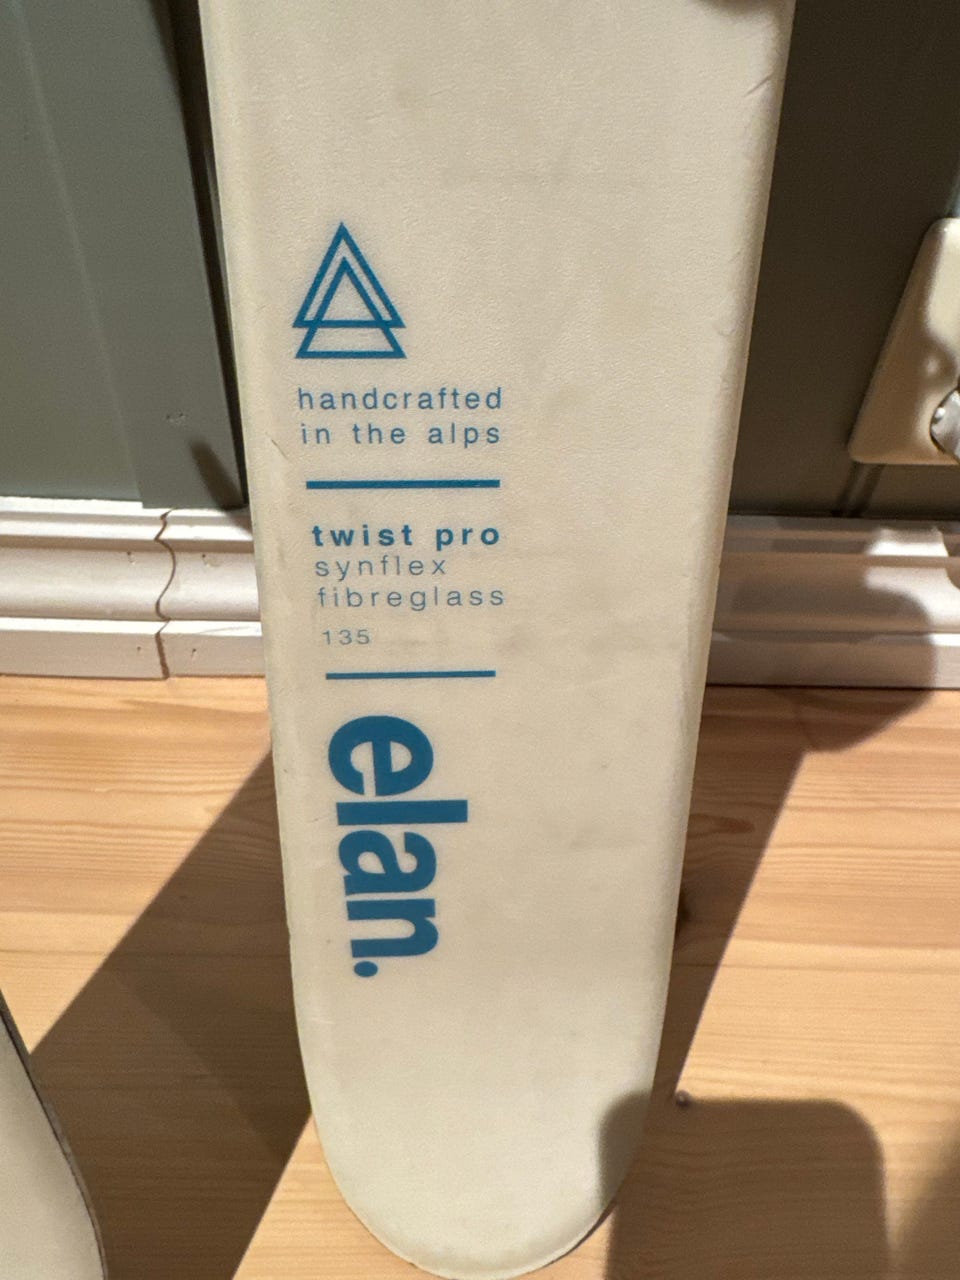 handcrafted
in the alps
twist pro
synflex
fibreglass
135
elan.